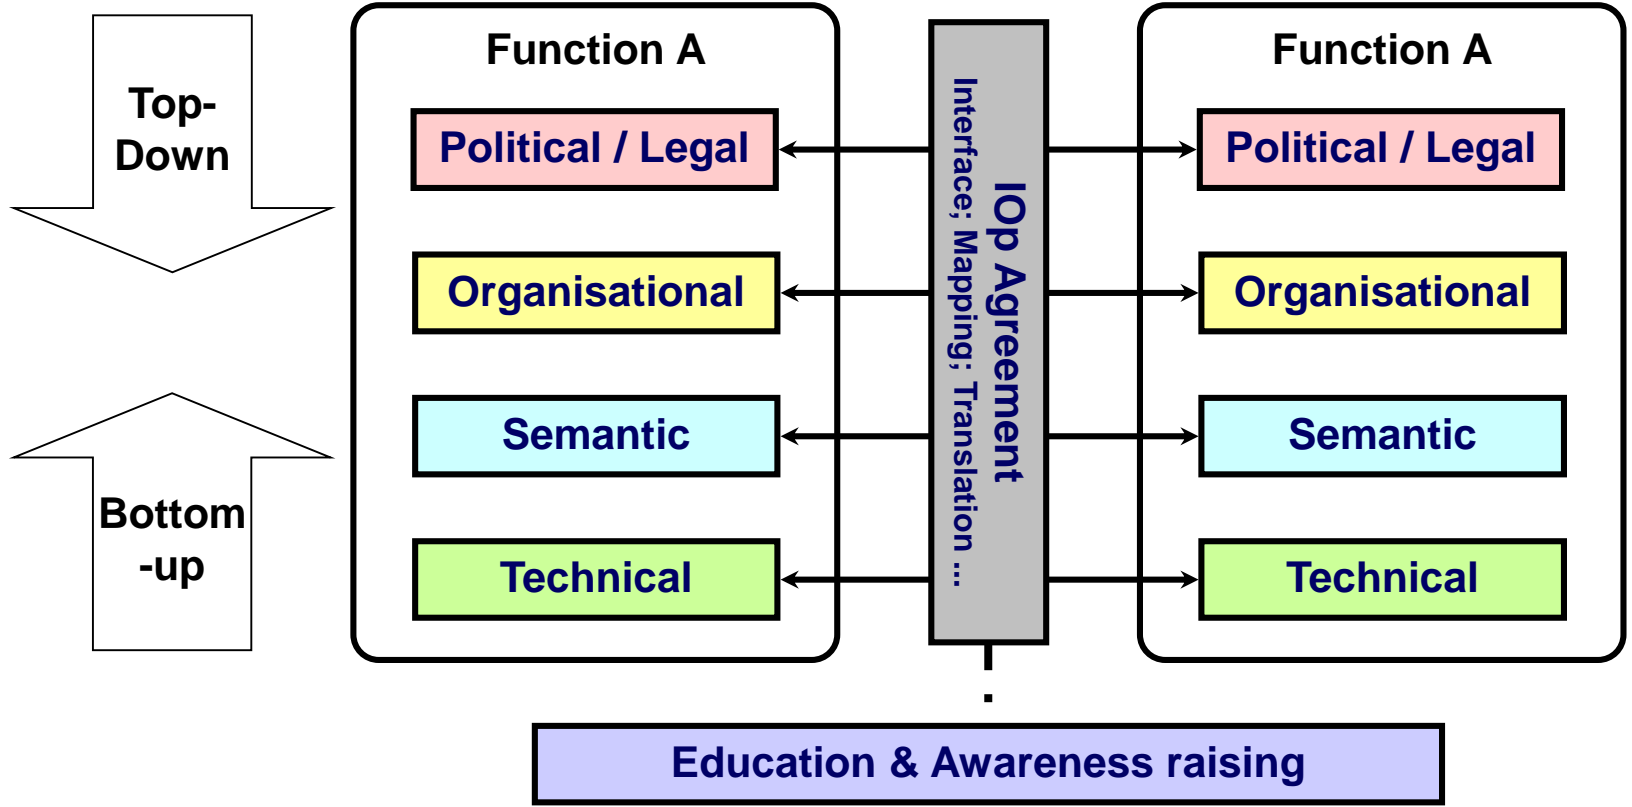 Top-
Down
Bottom
-up
Function A
Political / Legal
Organisational
Semantic
Technical
IOp Agreement
Interface; Mapping; Translation ...
Function A
Political / Legal
Organisational
Semantic
Technical
Education & Awareness raising